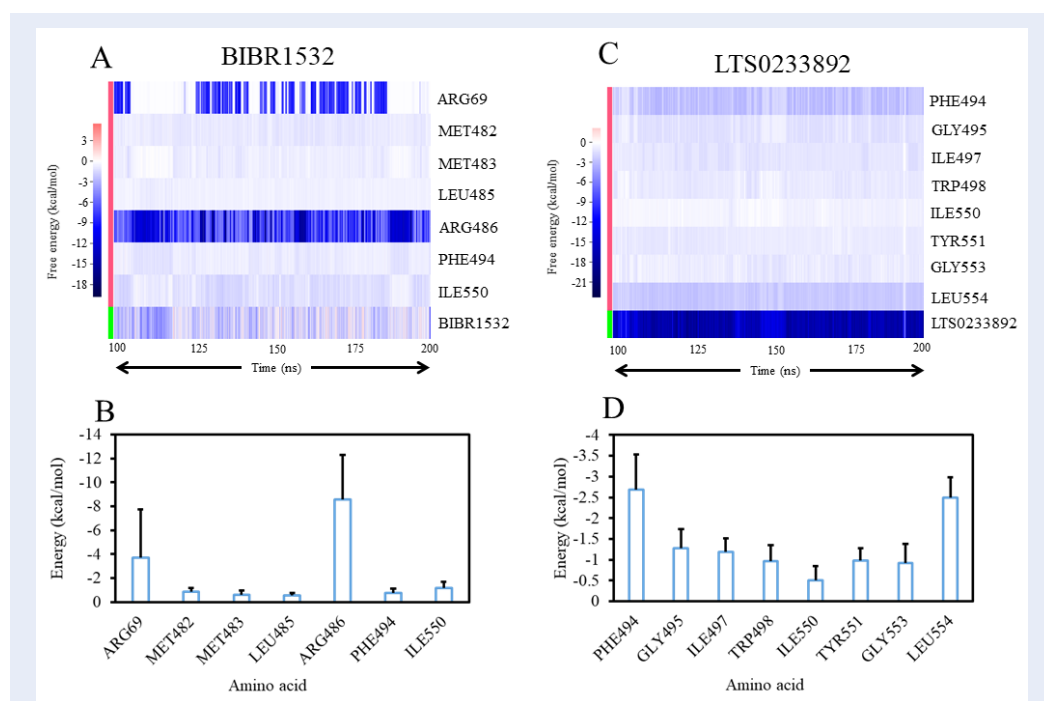 A
BIBR1532
Free energy (kcal/mol)
3
0
-3
-6
-9
-12
-15
-18
ARG69
MET482
MET483
LEU485
ARG486
PHE494
ILE550
BIBR1532
100 125 150 175 200
Time (ns)
C
LTS0233892
Free energy (kcal/mol)
0
-3
-6
-9
-12
-15
-18
-21
PHE494
GLY495
ILE497
TRP498
ILE550
TYR551
GLY553
LEU554
LTS0233892
100 125 150 175 200
Time (ns)
B
Energy (kcal/mol)
-14
-12
-10
-8
-6
-4
-2
0
ARG69 MET482 MET483 LEU485 ARG486 PHE494 ILE550
Amino acid
D
Energy (kcal/mol)
-4
-3.5
-3
-2.5
-2
-1.5
-1
-0.5
0
PHE494 GLY495 ILE497 TRP498 ILE550 TYR551 GLY553 LEU554
Amino acid